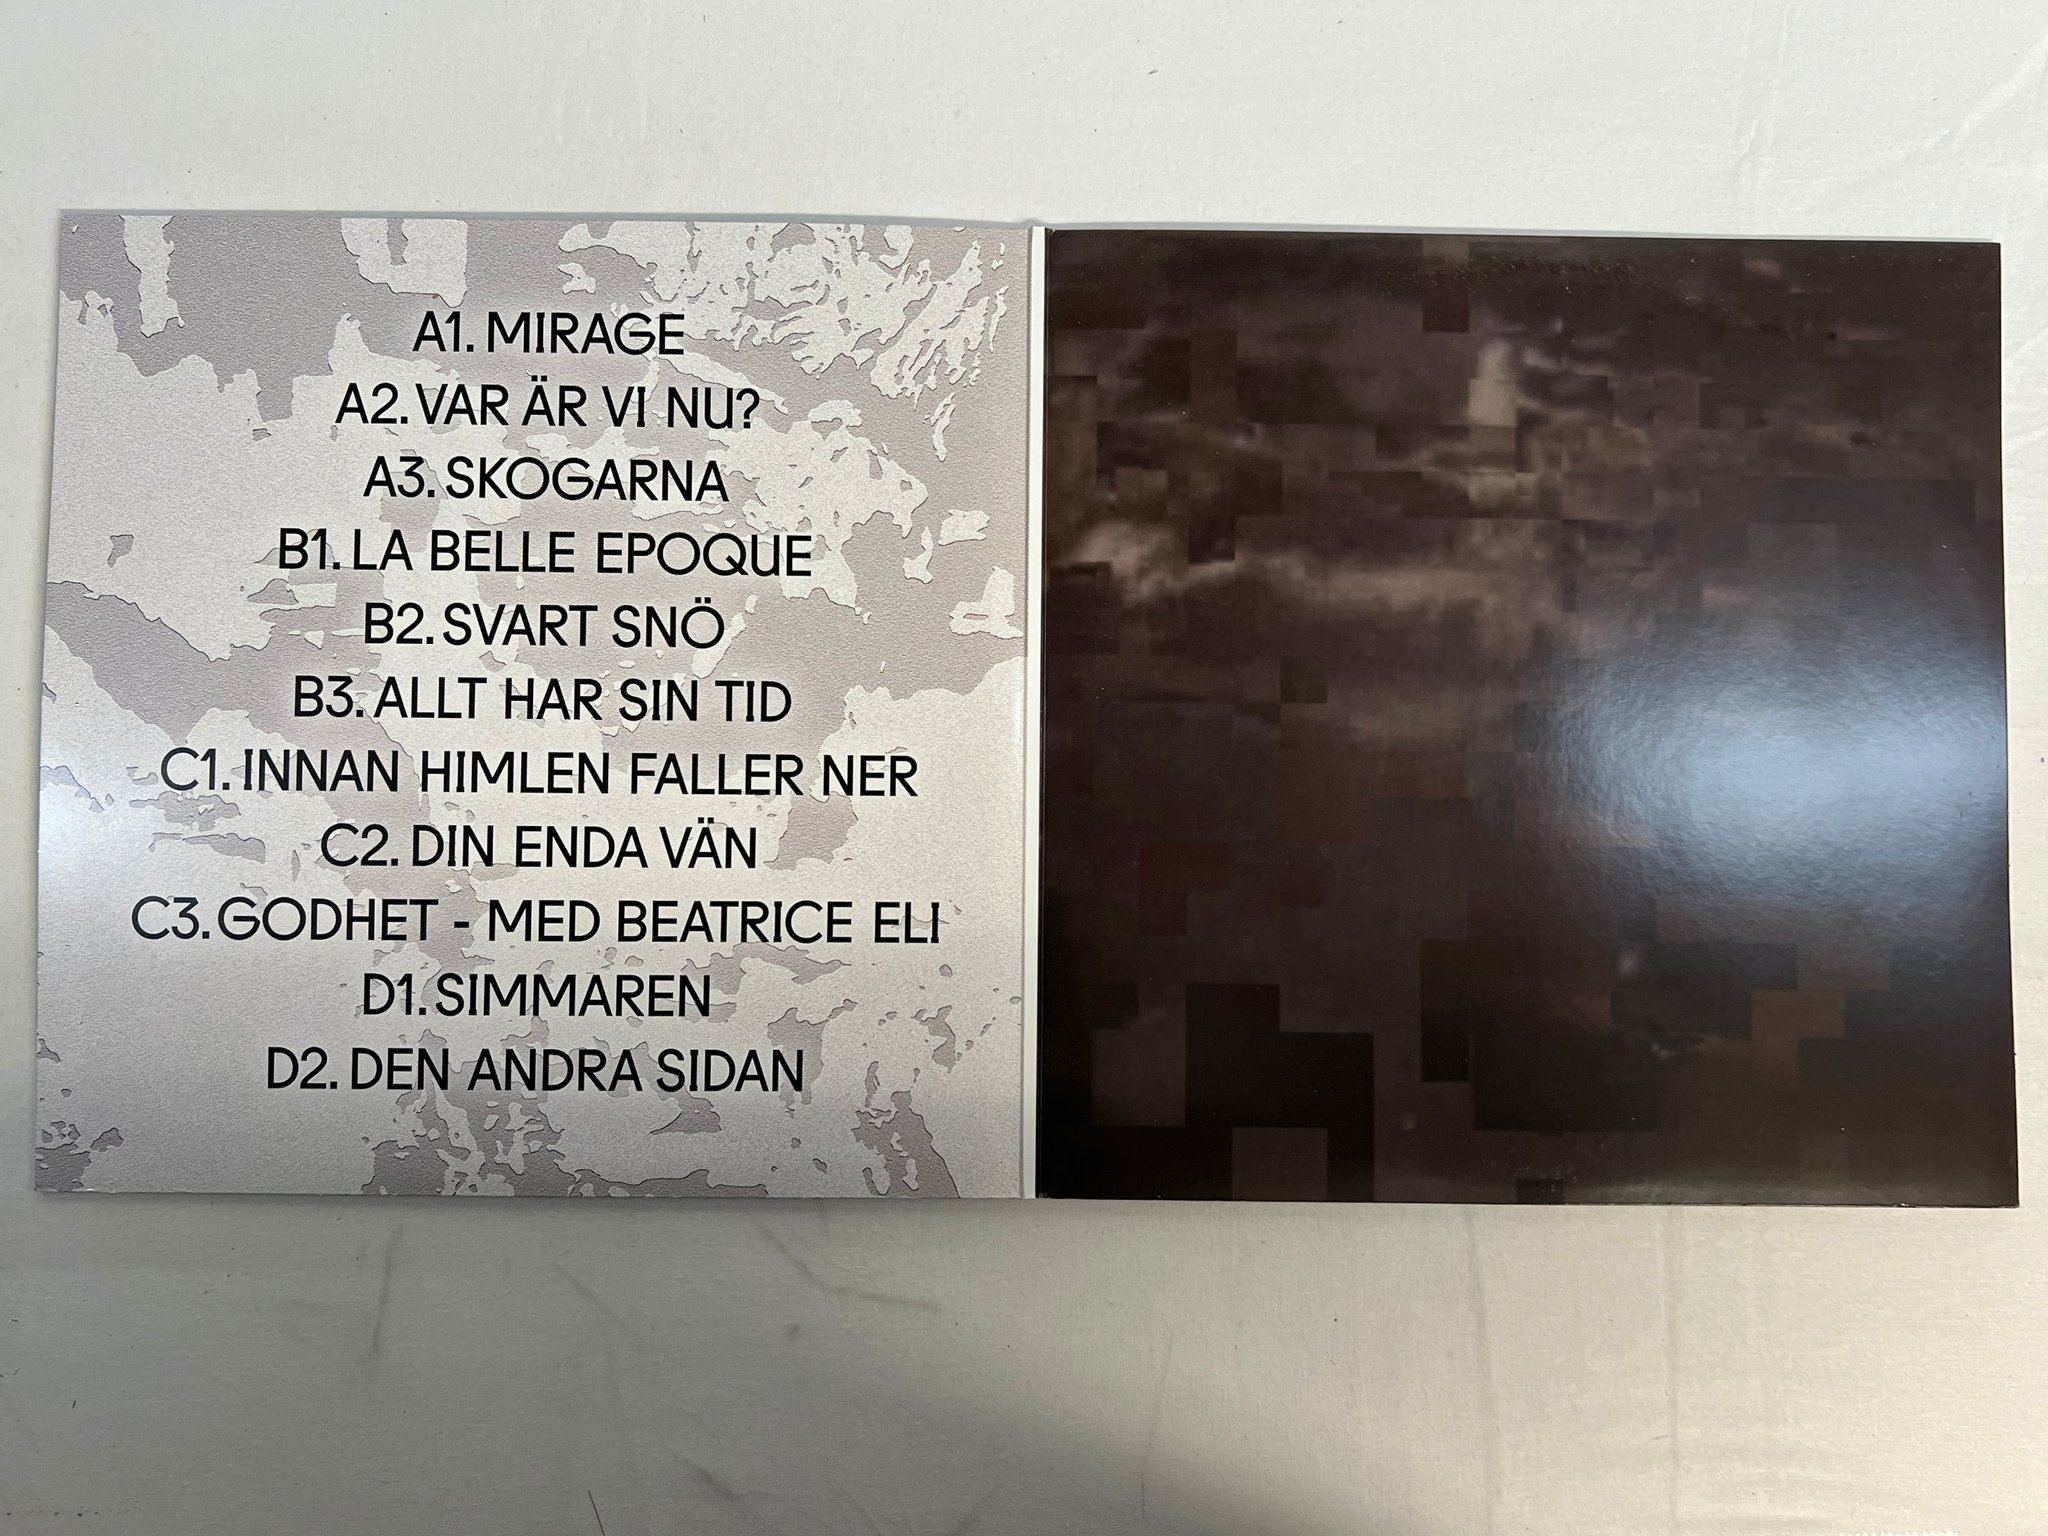 A1. MIRAGE
A2. VAR ÄR VI NU?
A3. SKOGARNA
B1. LA BELLE EPOQUE
B2. SVART SNÖ
B3. ALLT HAR SIN TID
C1. INNAN HIMLEN FALLER NER
C2. DIN ENDA VÄN
C3. GODHET - MED BEATRICE ELI
D1. SIMMAREN
D2. DEN ANDRA SIDAN